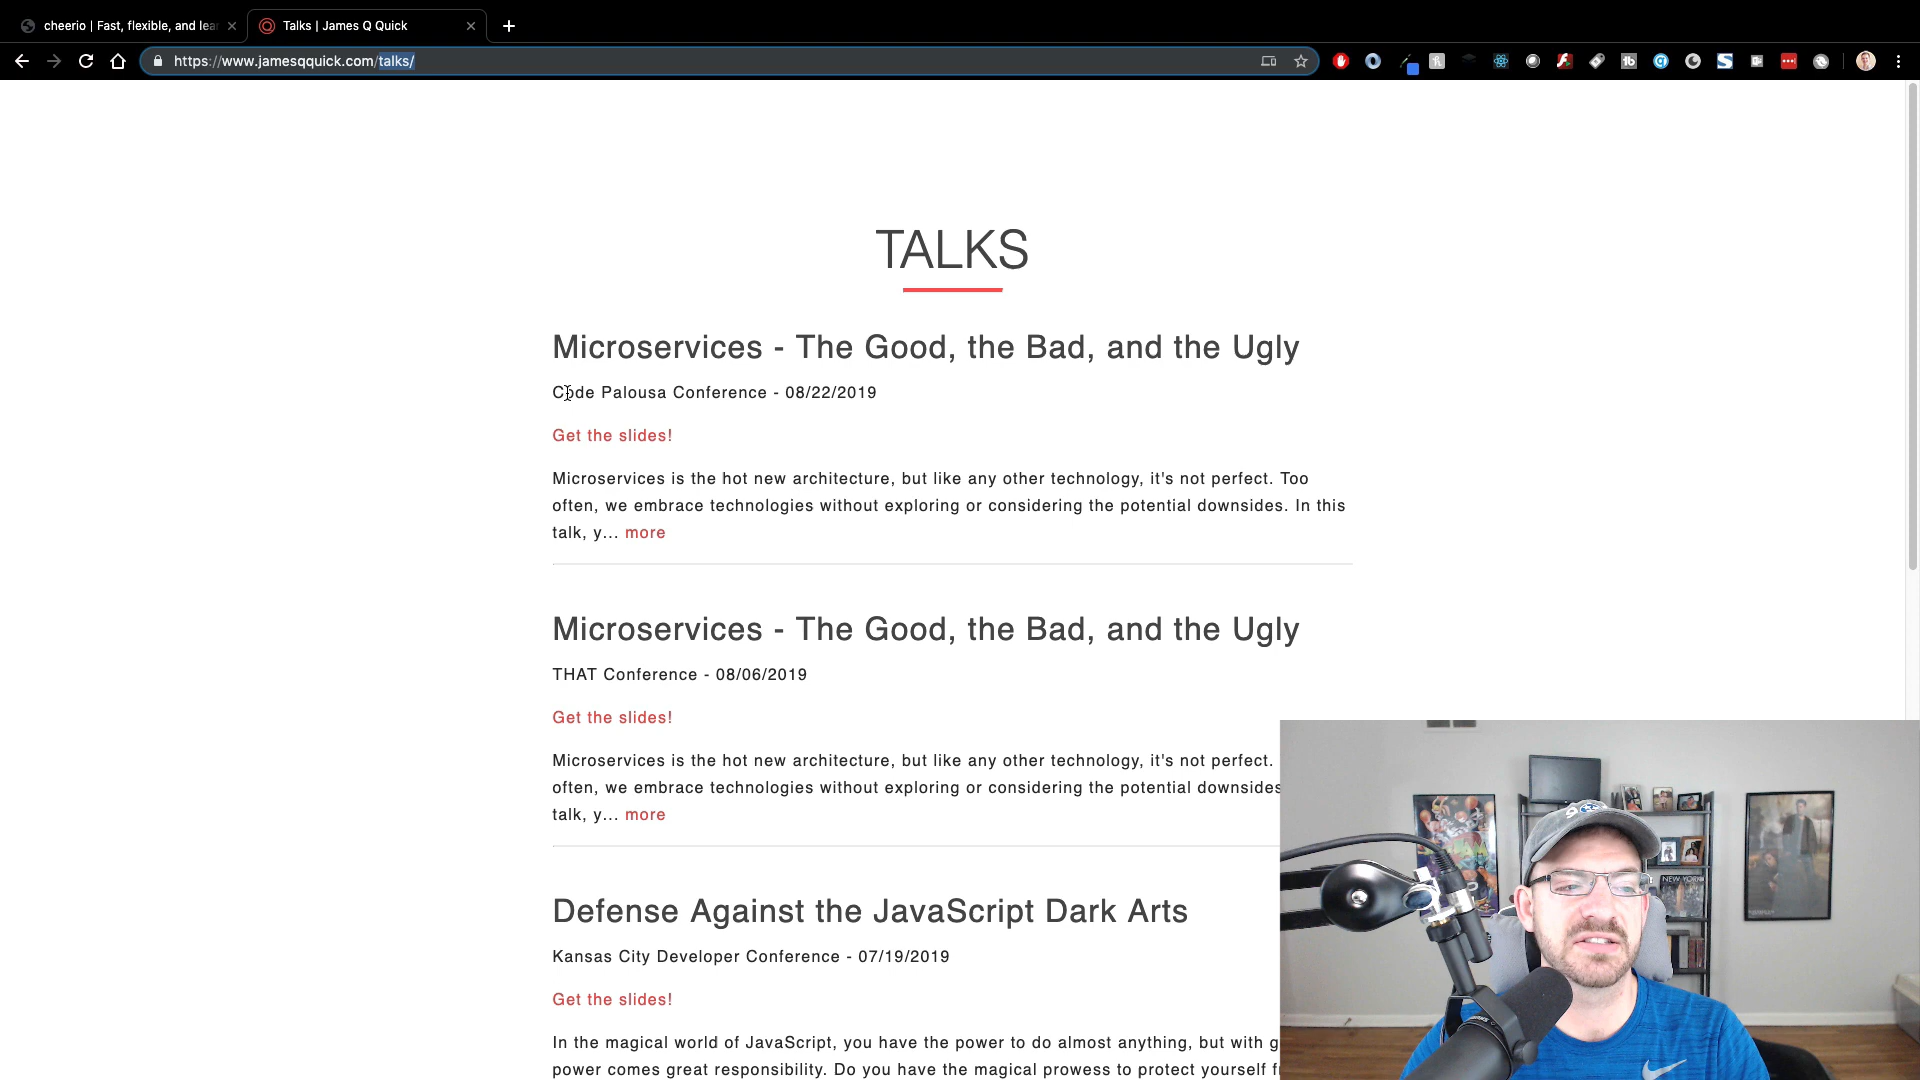 cheerio | Fast, flexible, and lea
Talks | James Q Quick
https://www.jamesqquick.com/talks/
TALKS
Microservices - The Good, the Bad, and the Ugly
Code Palousa Conference - 08/22/2019
Get the slides!
Microservices is the hot new architecture, but like any other technology, it's not perfect. Too
often, we embrace technologies without exploring or considering the potential downsides. In this
talk, y... more
Microservices - The Good, the Bad, and the Ugly
THAT Conference - 08/06/2019
Get the slides!
Microservices is the hot new architecture, but like any other technology, it's not perfect.
often, we embrace technologies without exploring or considering the potential downsides
talk, y... more
NEW YORK
Defense Against the JavaScript Dark Arts
Kansas City Developer Conference - 07/19/2019
Get the slides!
In the magical world of JavaScript, you have the power to do almost anything, but with g
power comes great responsibility. Do you have the magical prowess to protect yourself f